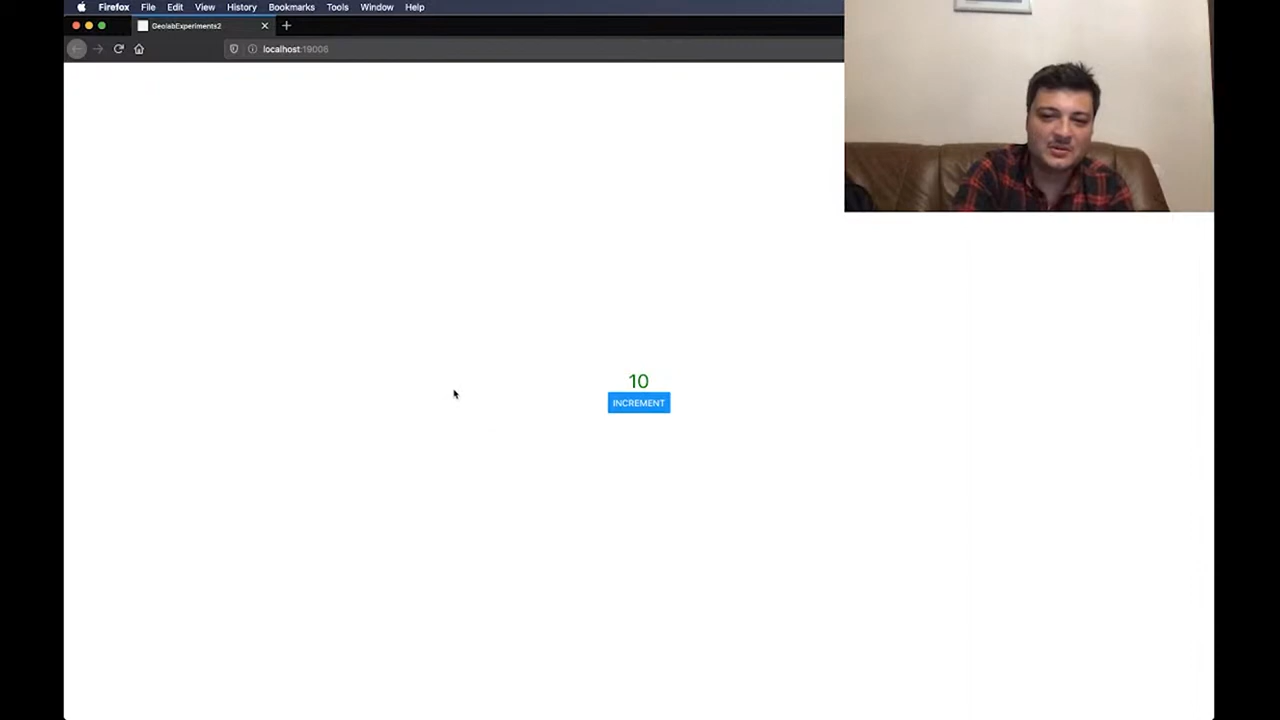 Firefox File Edit View History Bookmarks Tools Window Help
GeolabExperiments2
localhost:19006
10
INCREMENT